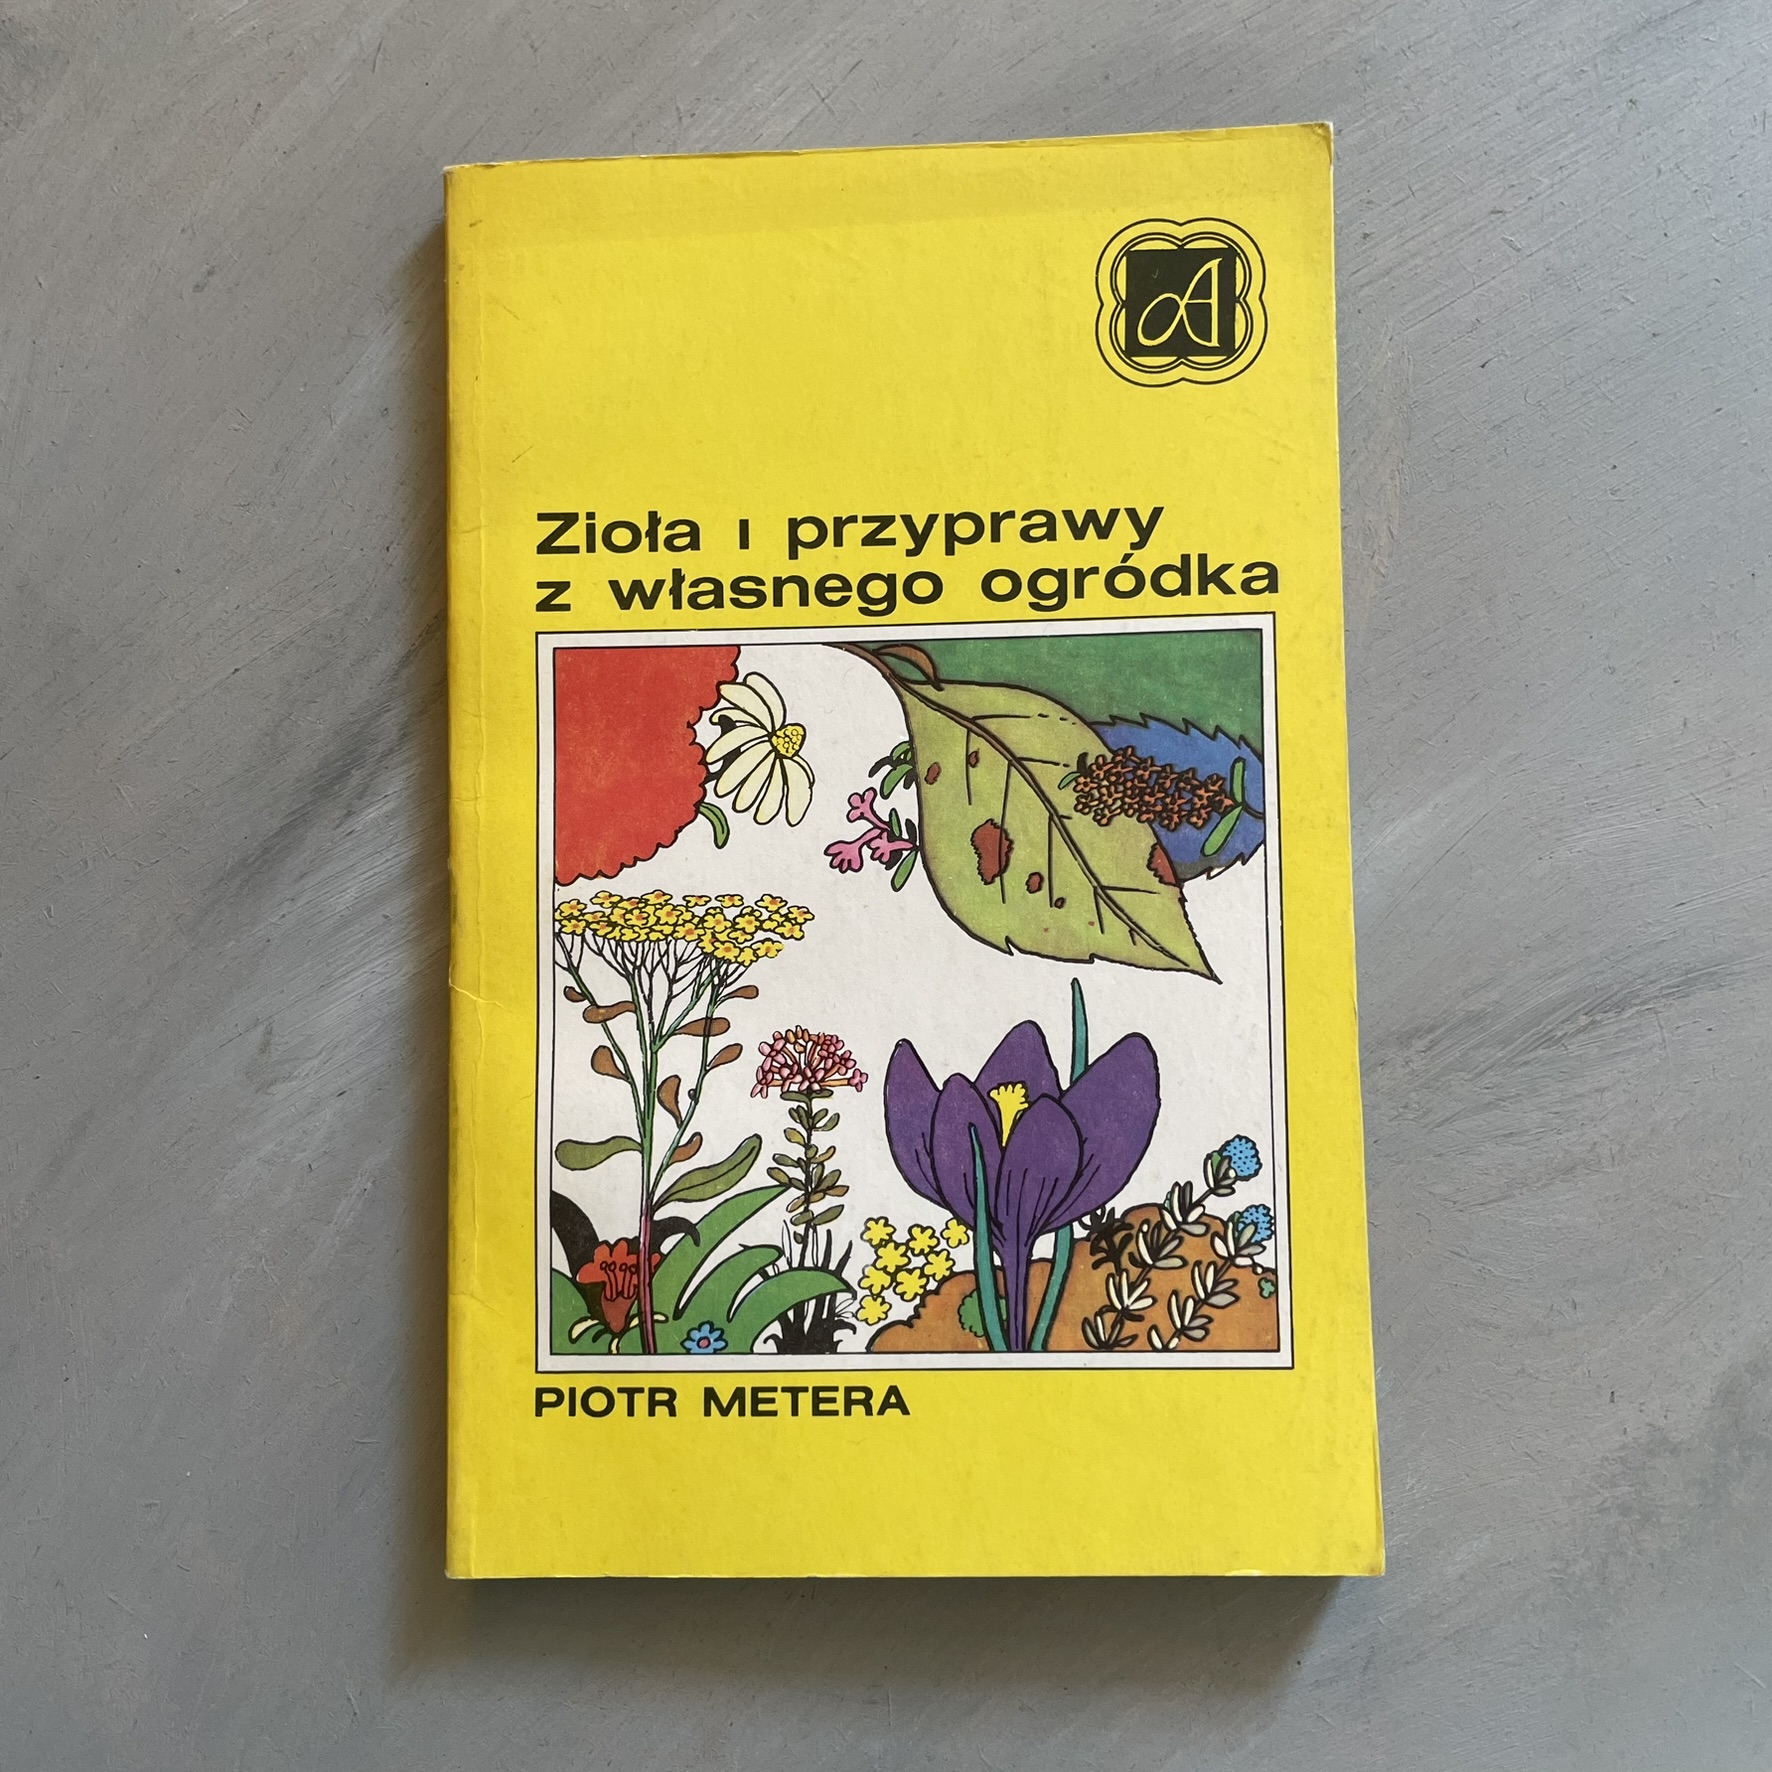 A
Zioła i przyprawy
z własnego ogródka
PIOTR METERA